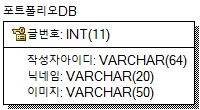 포트폴리오DB
글번호: INT(11)
작성자아이디: VARCHAR(64)
닉네임: VARCHAR(20)
이미지: VARCHAR(50)